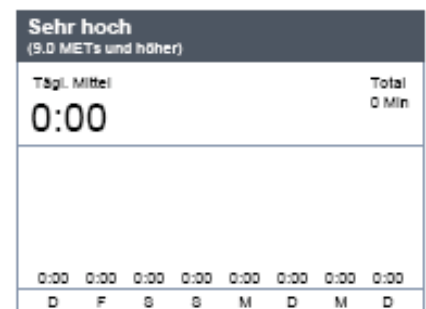 Sehr hoch
(9.0 METs und höher)
Tägl. Mittel Total
0:00 0 Min
0:00 0:00 0:00 0:00 0:00 0:00 0:00 0:00
D F S S M D M D